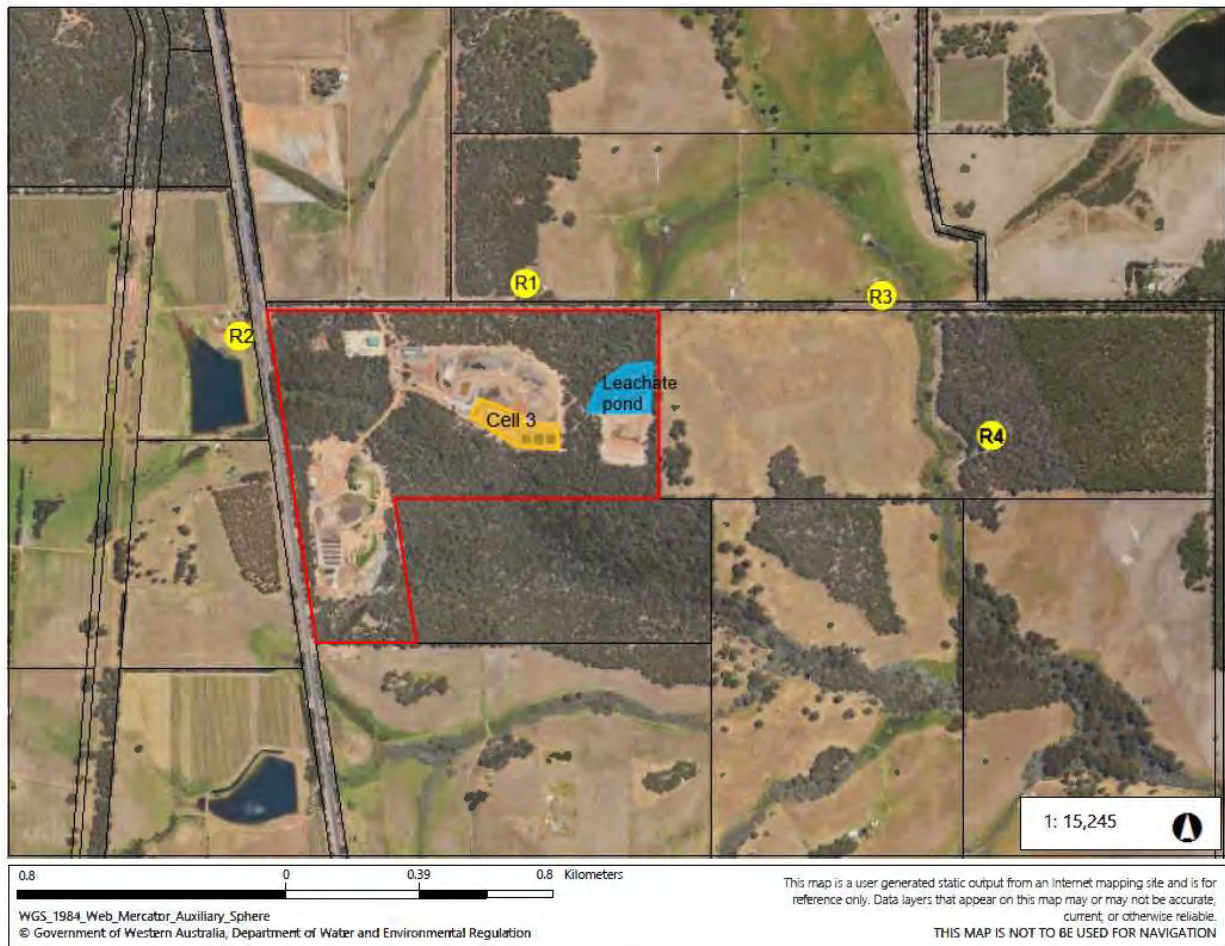 R1
R3
R2
Leachate
pond
Cell 3
R4
1: 15,245
0.8
0
0.39
0.8
Kilometers
WGS_1984_Web_Mercator_Auxiliary_Sphere
© Government of Western Australia, Department of Water and Environmental Regulation
This map is a user generated static output from an Internet mapping site and is for
reference only. Data layers that appear on this map may or may not be accurate,
current, or otherwise reliable.
THIS MAP IS NOT TO BE USED FOR NAVIGATION